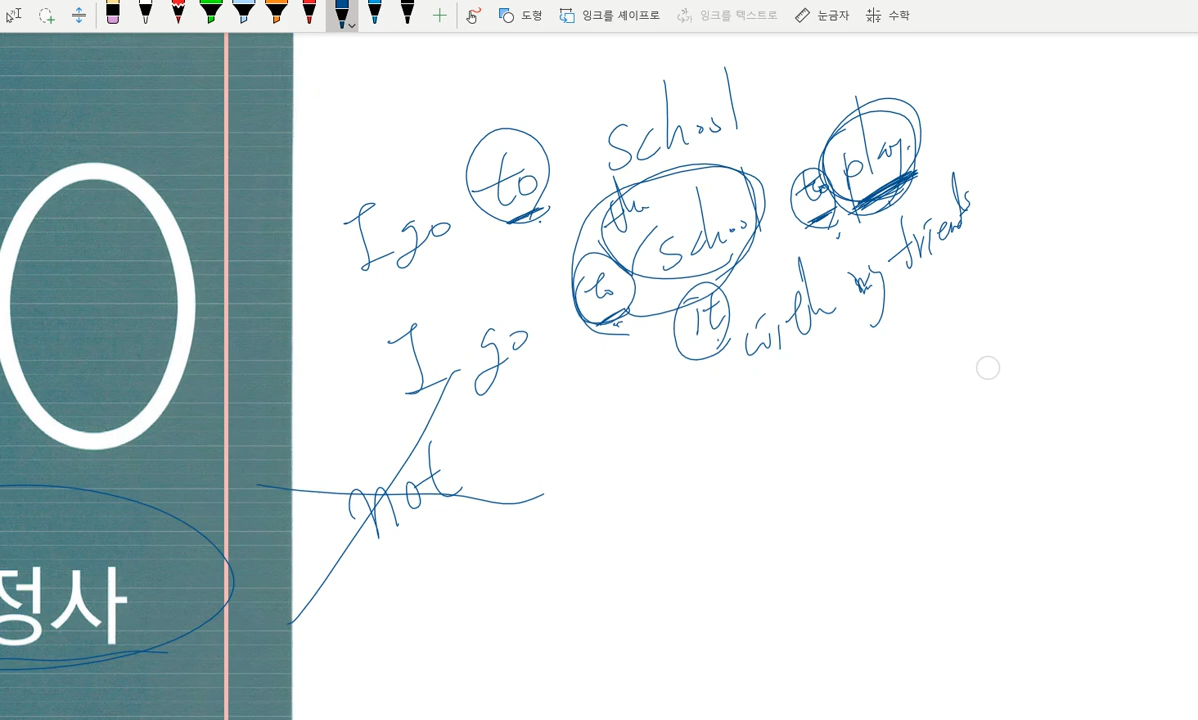 도형 잉크를 셰이프로 잉크를 텍스트로 눈금자 수학
school
I go to the school to play.
to it with my friends
I go
not
정사